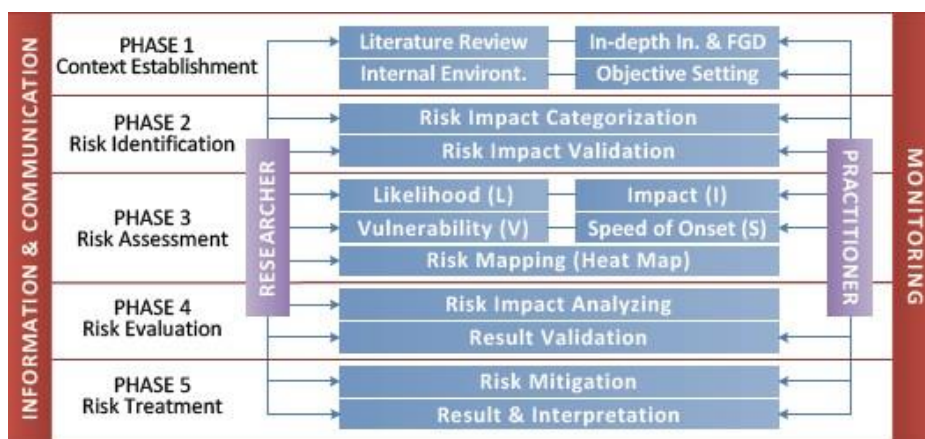 INFORMATION & COMMUNICATION
PHASE 1
Context Establishment
Literature Review
In-depth In. & FGD
Internal Environt.
Objective Setting
PHASE 2
Risk Identification
Risk Impact Categorization
Risk Impact Validation
RESEARCHER
PRACTITIONER
MONITORING
PHASE 3
Risk Assessment
Likelihood (L)
Impact (I)
Vulnerability (V)
Speed of Onset (S)
Risk Mapping (Heat Map)
PHASE 4
Risk Evaluation
Risk Impact Analyzing
Result Validation
PHASE 5
Risk Treatment
Risk Mitigation
Result & Interpretation